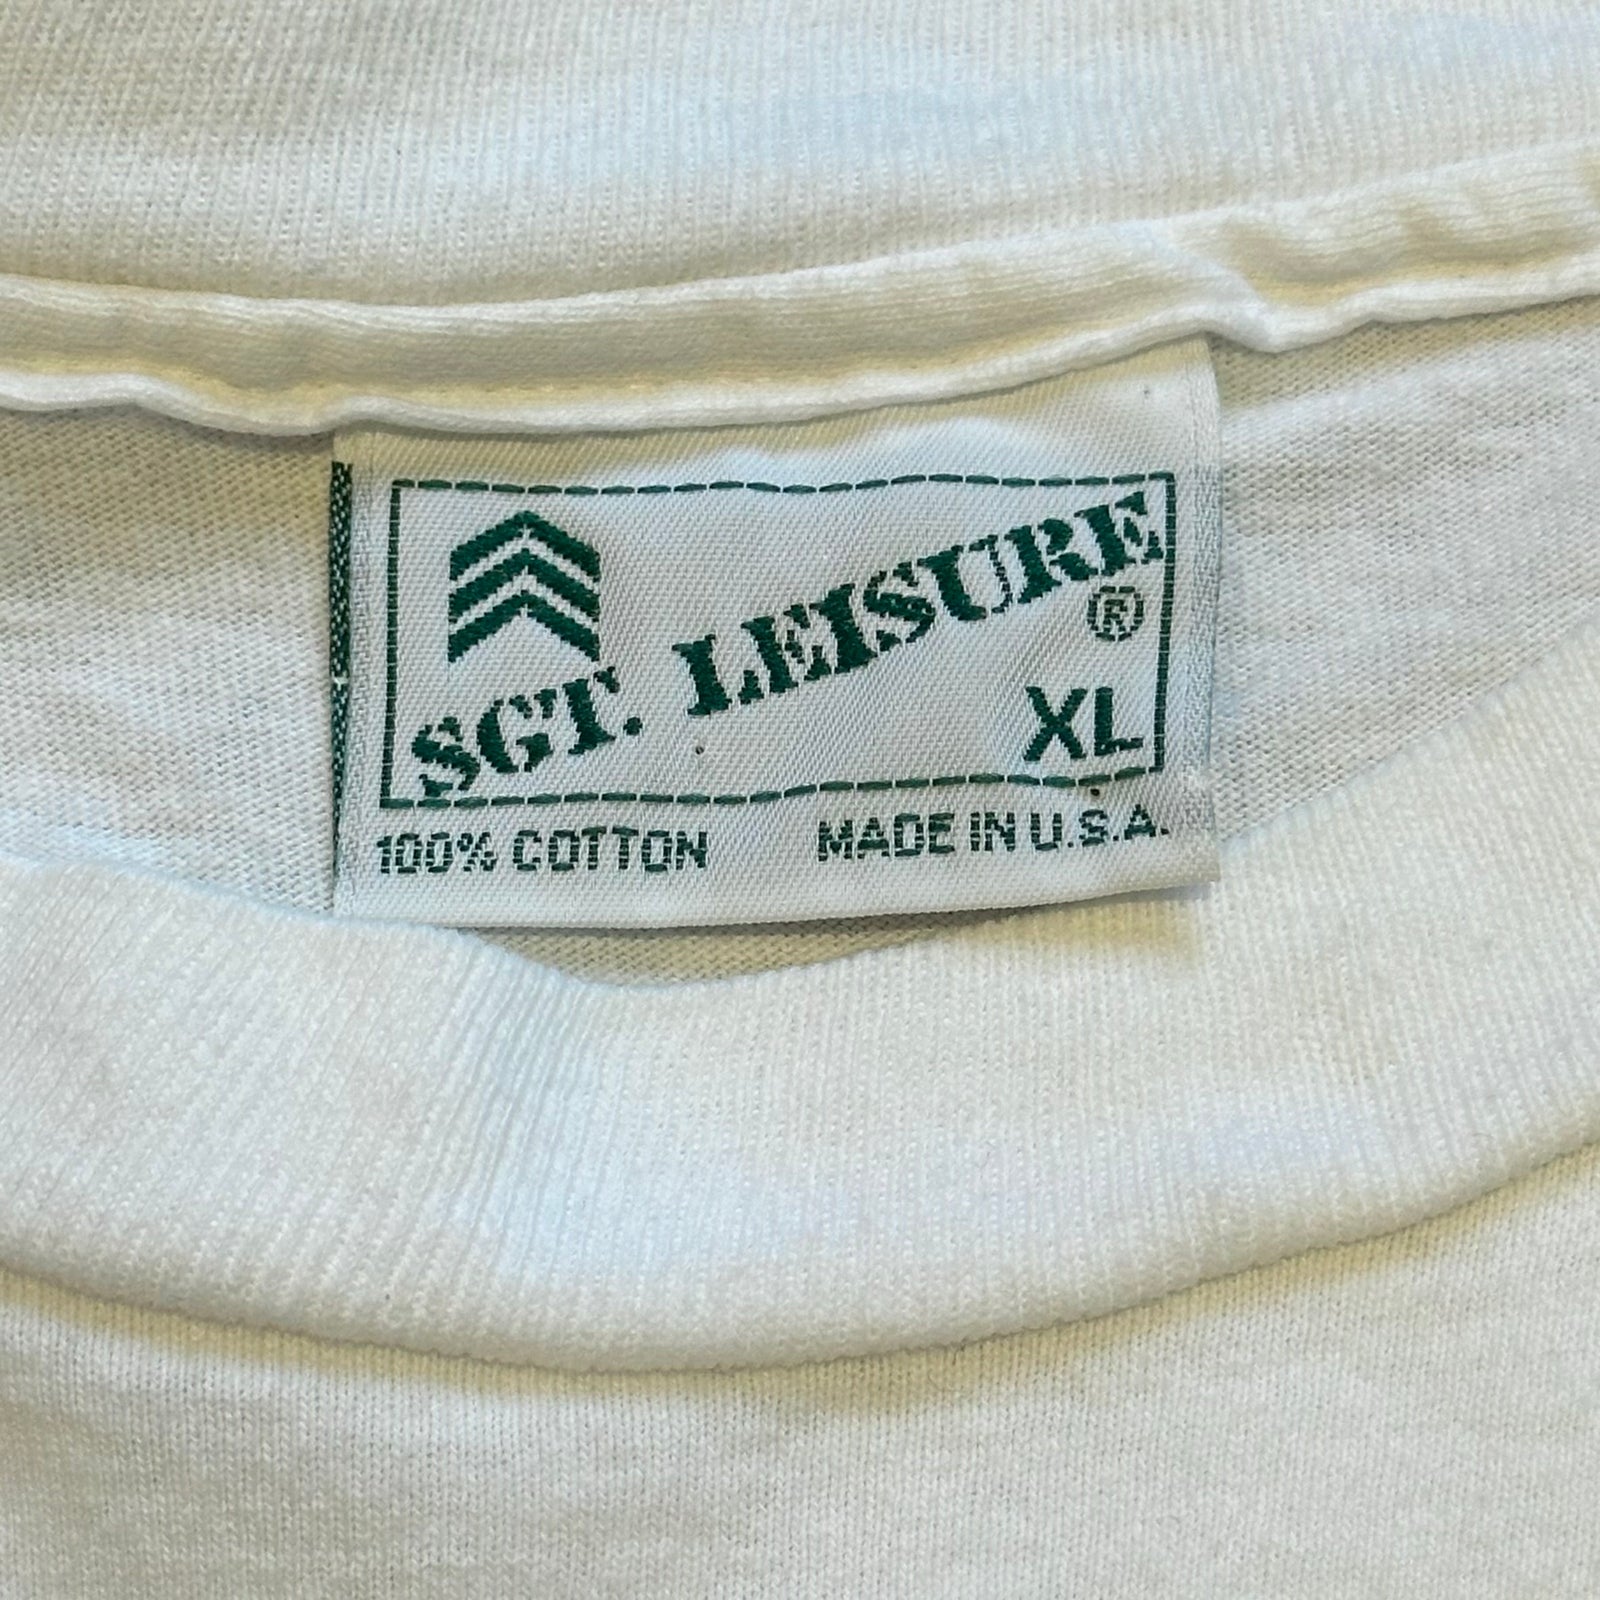 SGT. LEISURE®
XL
100% COTTON MADE IN U.S.A.